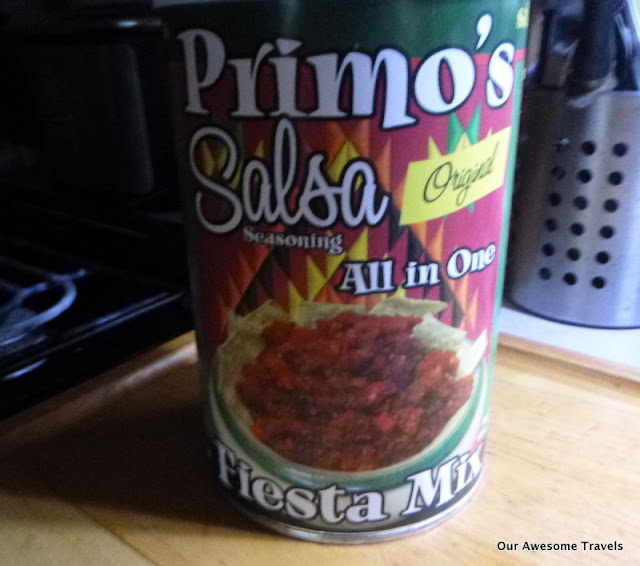 Primo's
Salsa
Original
Seasoning
All in One
Fiesta Mix
Our Awesome Travels